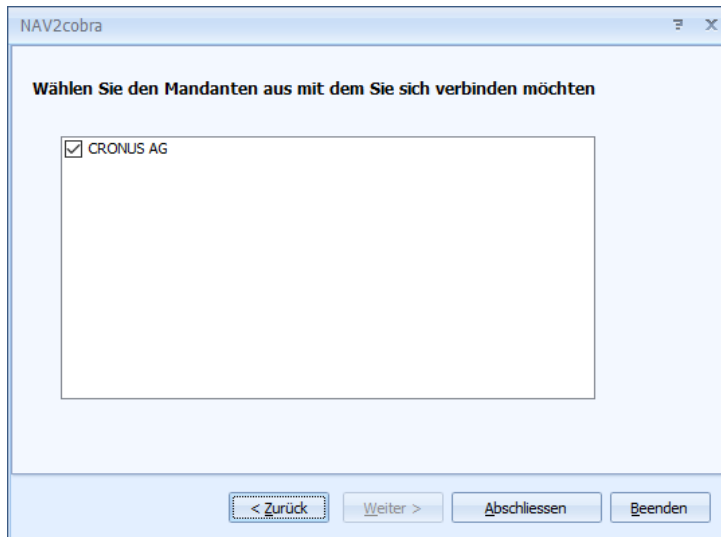 NAV2cobra
Wählen Sie den Mandanten aus mit dem Sie sich verbinden möchten
CRONUS AG
< Zurück Weiter > Abschliessen Beenden